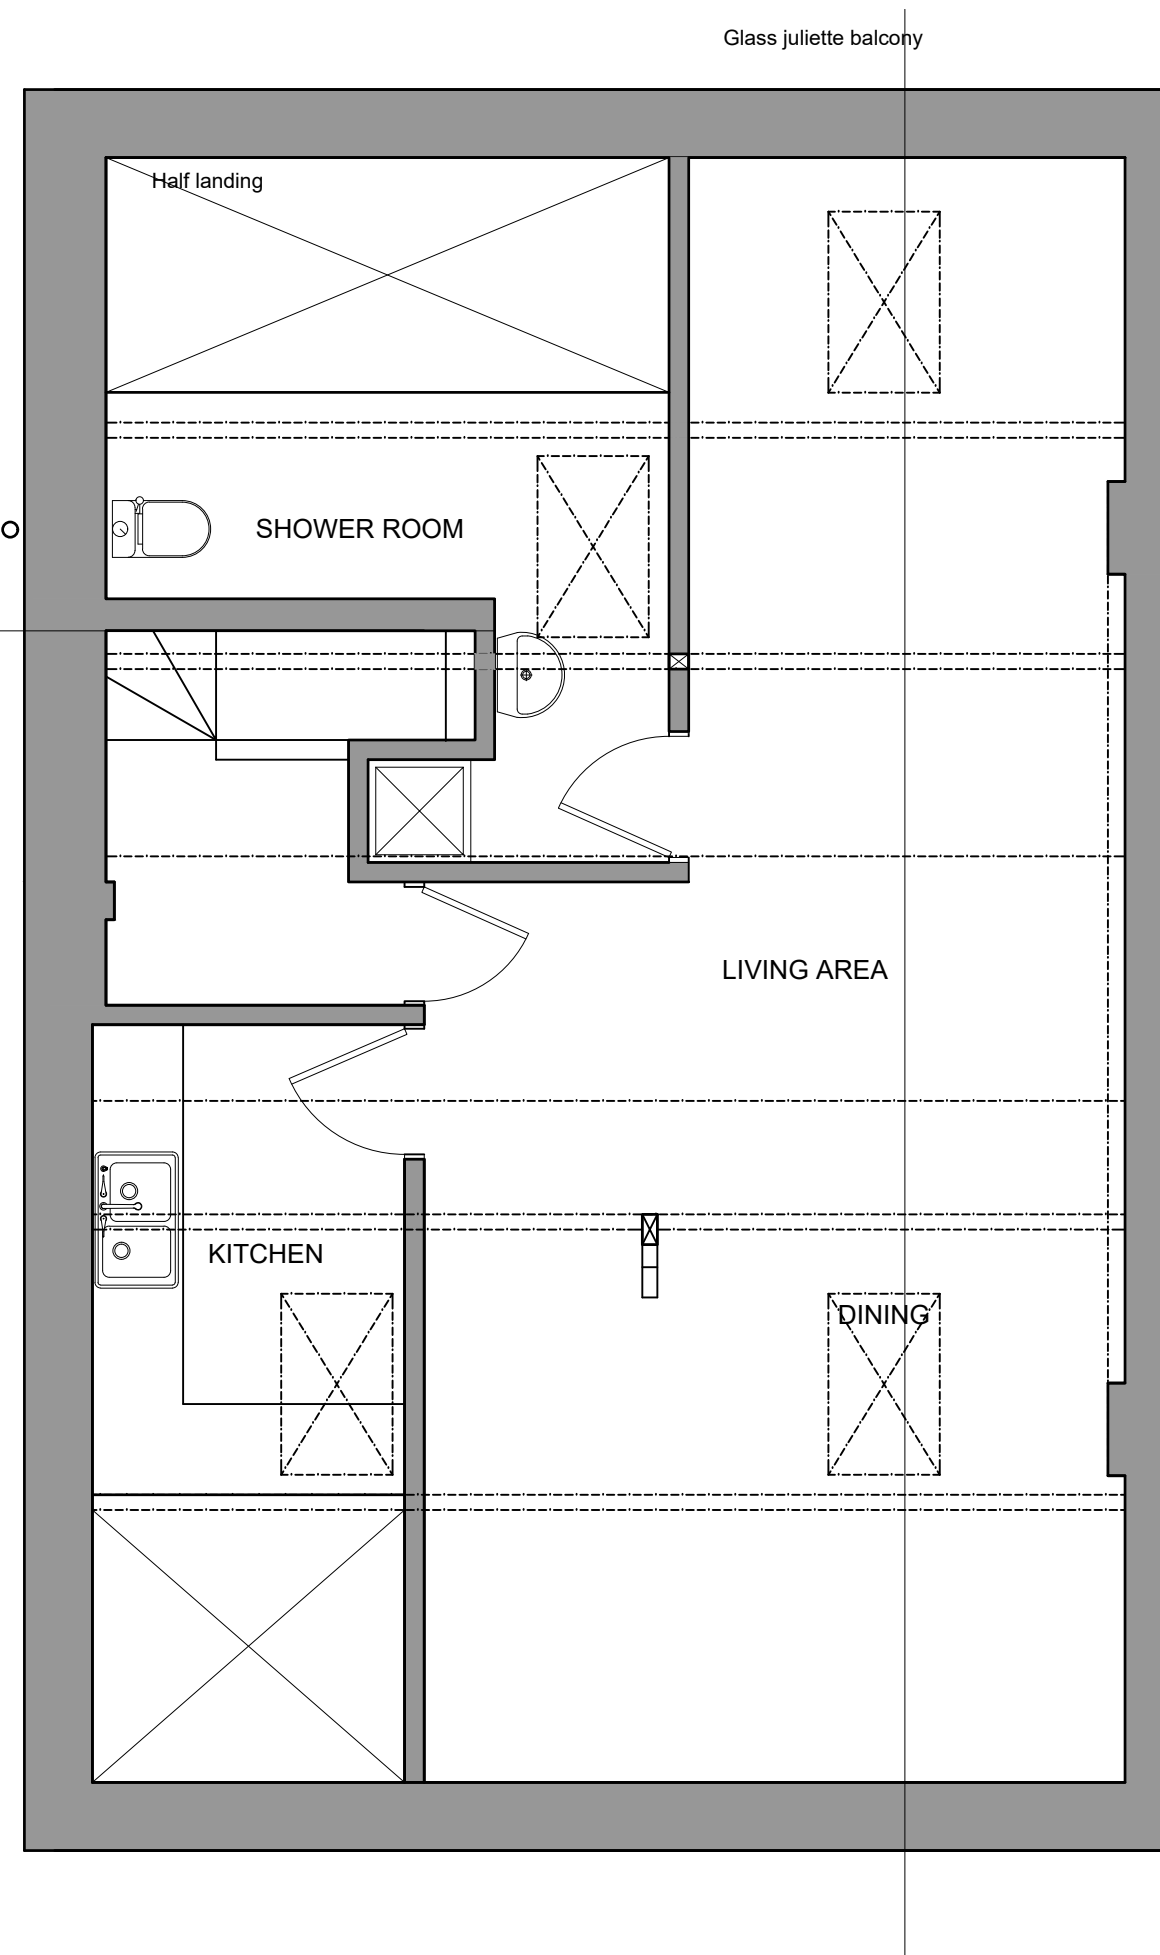 Glass juliette balcony
Half landing
SHOWER ROOM
LIVING AREA
KITCHEN
DINING